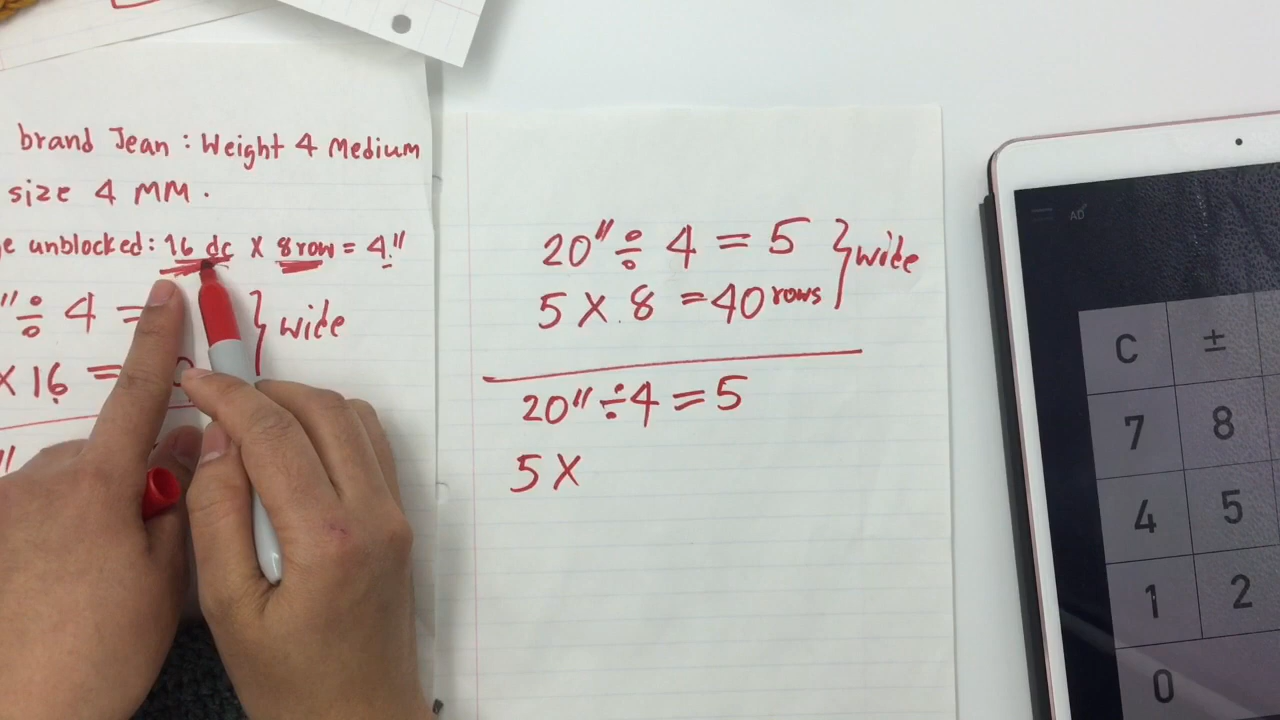 brand Jean: Weight 4 Medium
size 4 MM.
unblocked: 16 dc X 8 row = 4."
" ÷ 4 =
X 16 =
} wide
"
20" ÷ 4 = 5
5 X 8 = 40 rows
} wide
20" ÷ 4 = 5
5 X
AD
C ±
7 8
4 5
1 2
0